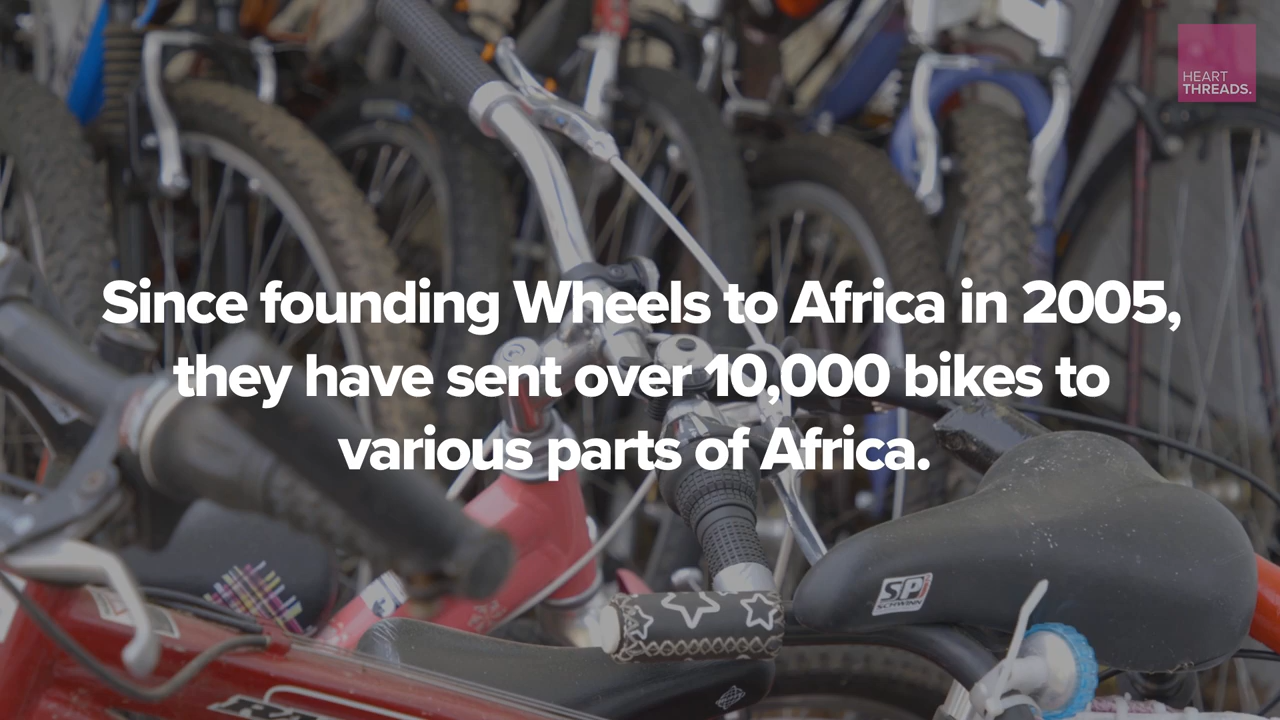 HEART
THREADS.
Since founding Wheels to Africa in 2005,
they have sent over 10,000 bikes to
various parts of Africa.
SP
SCHWINN